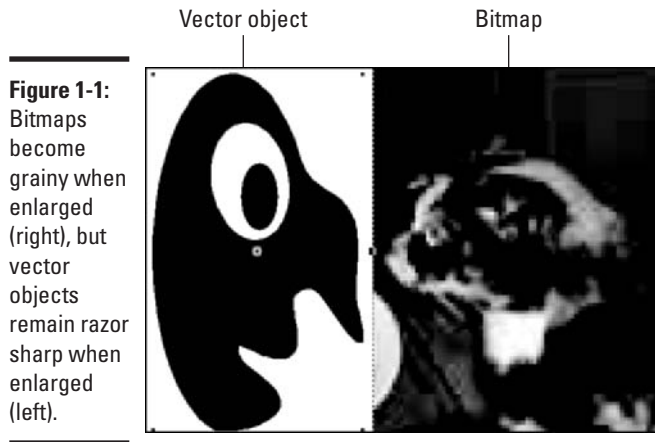 Vector object
Bitmap
Figure 1-1:
Bitmaps
become
grainy when
enlarged
(right), but
vector
objects
remain razor
sharp when
enlarged
(left).